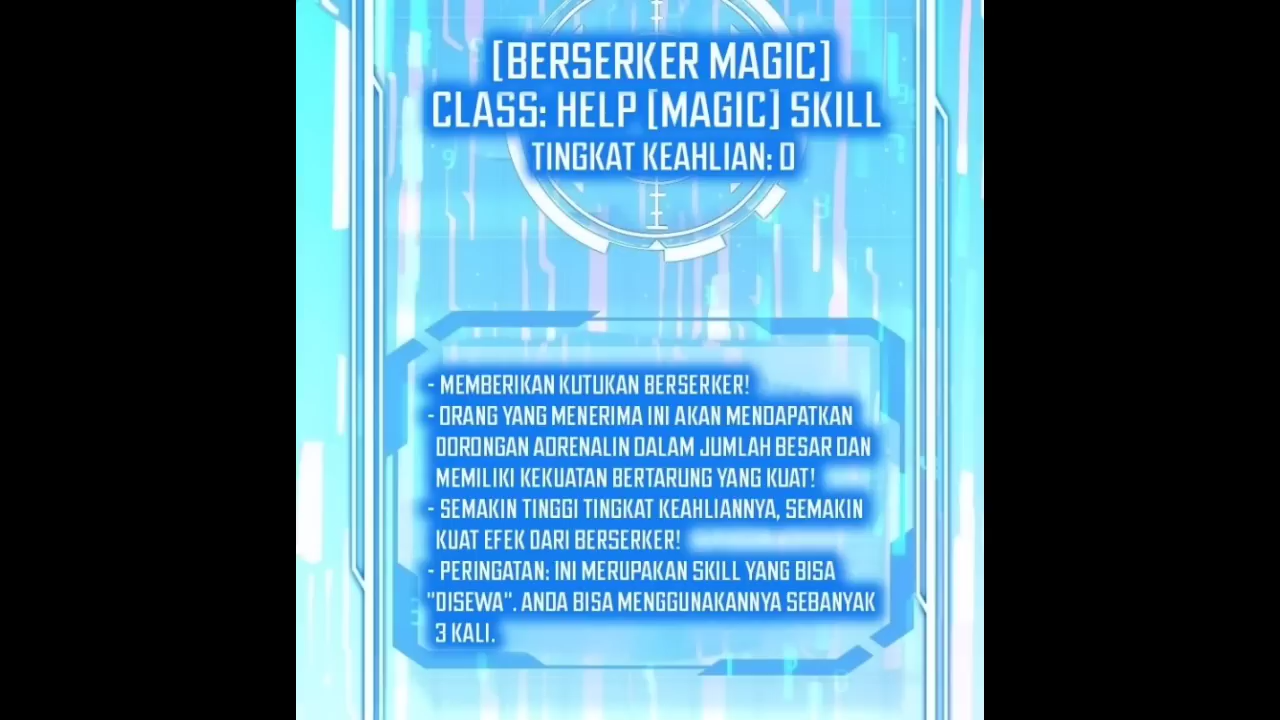 [BERSERKER MAGIC]
CLASS: HELP [MAGIC] SKILL
TINGKAT KEAHLIAN: 0
- MEMBERIKAN KUTUKAN BERSERKER!
- ORANG YANG MENERIMA INI AKAN MENDAPATKAN
DORONGAN ADRENALIN DALAM JUMLAH BESAR DAN
MEMILIKI KEKUATAN BERTARUNG YANG KUAT!
- SEMAKIN TINGGI TINGKAT KEAHLIANNYA, SEMAKIN
KUAT EFEK DARI BERSERKER!
- PERINGATAN: INI MERUPAKAN SKILL YANG BISA
"DISEWA". ANDA BISA MENGGUNAKANNYA SEBANYAK
3 KALI.